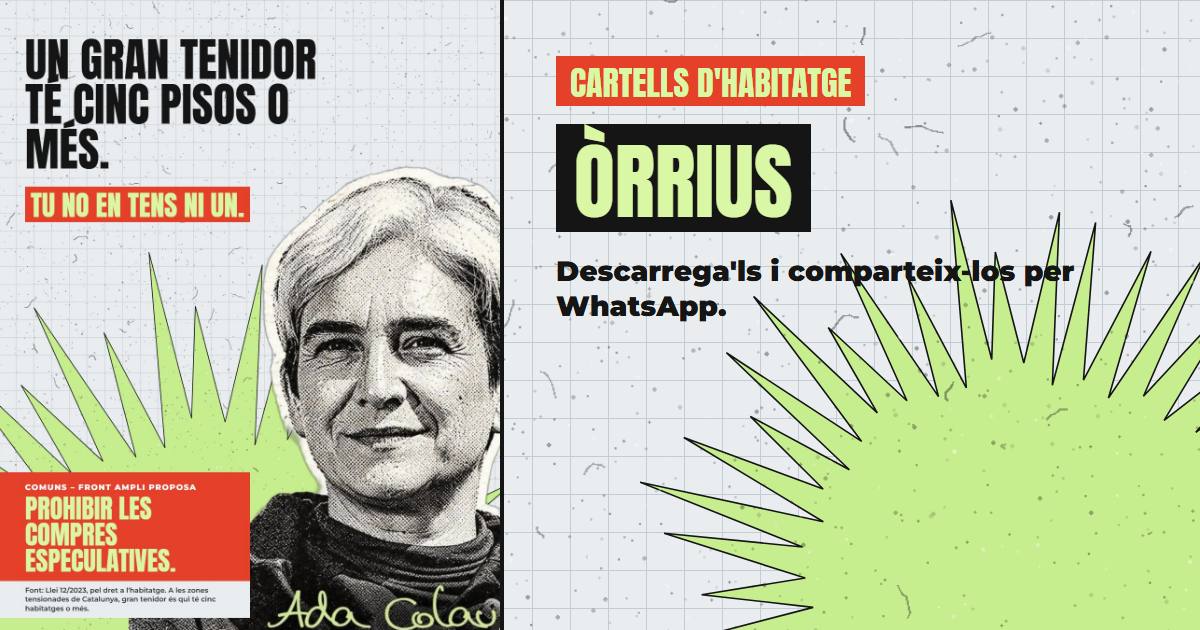 UN GRAN TENIDOR
TÉ CINC PISOS O
MÉS.
TU NO EN TENS NI UN.
COMUNS – FRONT AMPLI PROPOSA
PROHIBIR LES
COMPRES
ESPECULATIVES.
Font: Llei 12/2023, pel dret a l'habitatge. A les zones
tensionades de Catalunya, gran tenidor és qui té cinc
habitatges o més.
Ada Colau
CARTELLS D'HABITATGE
ÒRRIUS
Descarrega'ls i comparteix-los per
WhatsApp.